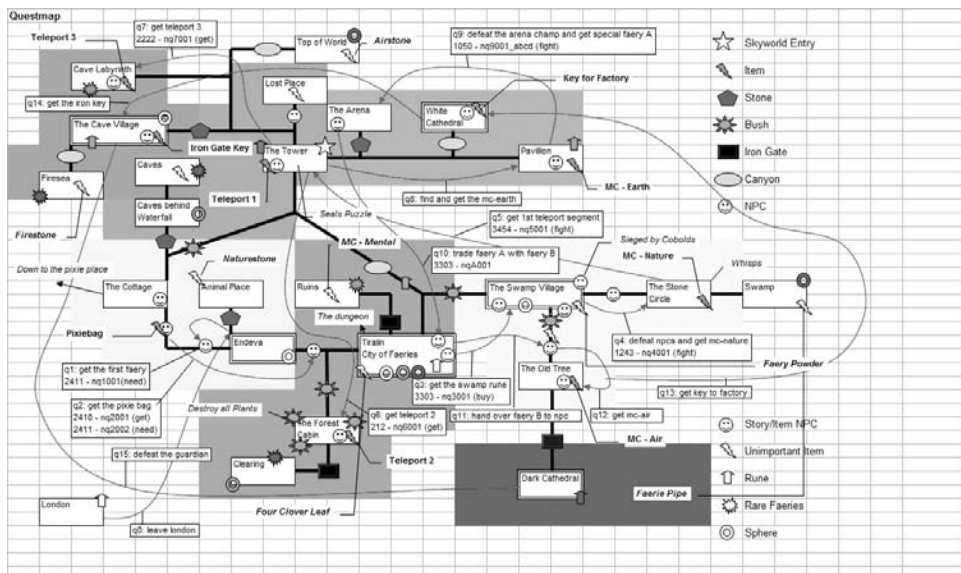 Questmap
q7: get teleport 3
2222 - nq7001 (get)
Teleport 3
Top of World
Airstone
q9: defeat the arena champ and get special faery A
1050 - nq9001_abcd (fight)
Skyworld Entry
Cave Labyrinth
Lost Place
Key for Factory
Item
q14: get the iron key
The Arena
White
Cathedral
Stone
The Cave Village
Bush
Iron Gate Key
The Tower
Pavillion
Iron Gate
Caves
Firesea
Teleport 1
MC - Earth
Canyon
q8: find and get the mc-earth
Caves behind
Waterfall
Seals Puzzle
q5: get 1st teleport segment
3454 - nq5001 (fight)
NPC
Firestone
MC - Mental
Sieged by Cobolds
Naturestone
q10: trade faery A with faery B
3303 - nqA001
MC - Nature
Whisps
Down to the pixie place
The Cottage
Animal Place
Ruins
The Swamp Village
The Stone
Circle
Swamp
The dungeon
Pixiebag
Endeva
Tiralin
City of Faeries
q4: defeat npcs and get mc-nature
1243 - nq4001 (fight)
Faery Powder
q1: get the first faery
2411 - nq1001(need)
The Old Tree
q3: get the swamp rune
3303 - nq3001 (buy)
q13: get key to factory
q2: get the pixie bag
2410 - nq2001 (get)
2411 - nq2002 (need)
Destroy all Plants
q6: get teleport 2
212 - nq6001 (get)
q11: hand over faery B to npc
q12: get mc-air
The Forest
Cabin
Story/Item NPC
q15: defeat the guardian
Clearing
Teleport 2
MC - Air
Unimportant Item
Dark Cathedral
Rune
London
Four Clover Leaf
Faerie Pipe
Rare Faeries
q0: leave london
Sphere